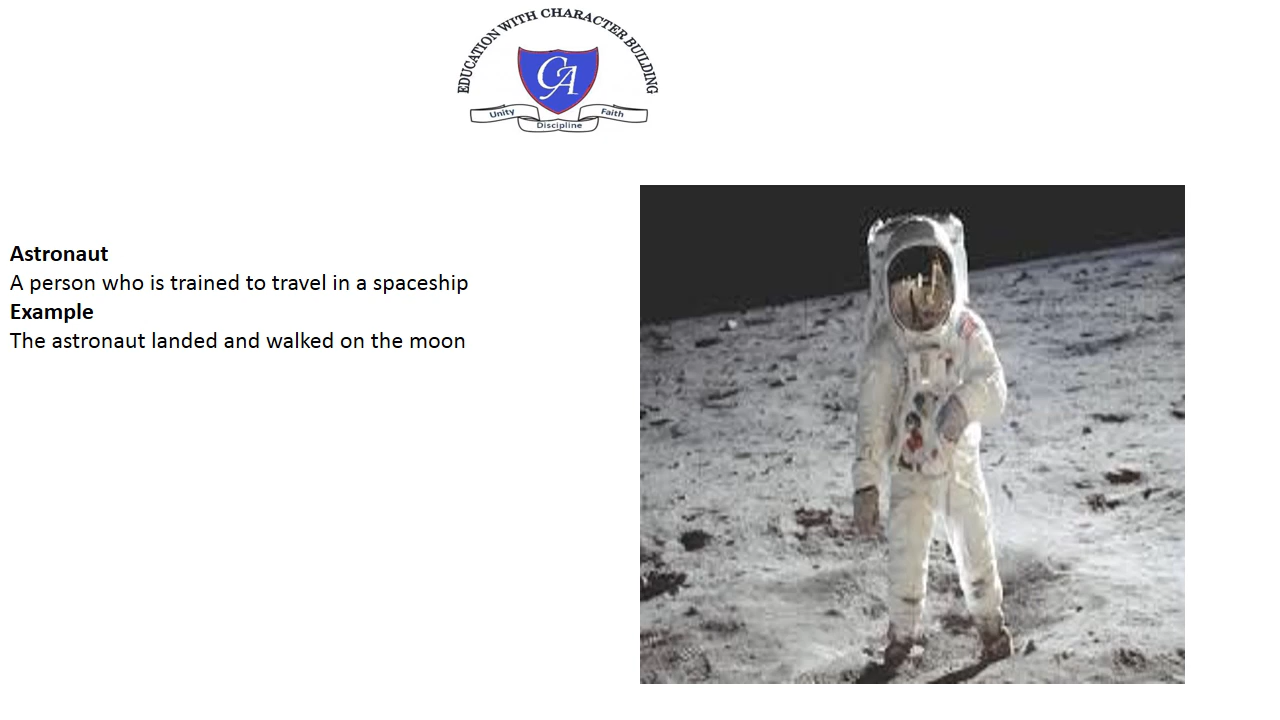 EDUCATION WITH CHARACTER BUILDING
CA
Unity
Discipline
Faith
Astronaut
A person who is trained to travel in a spaceship
Example
The astronaut landed and walked on the moon